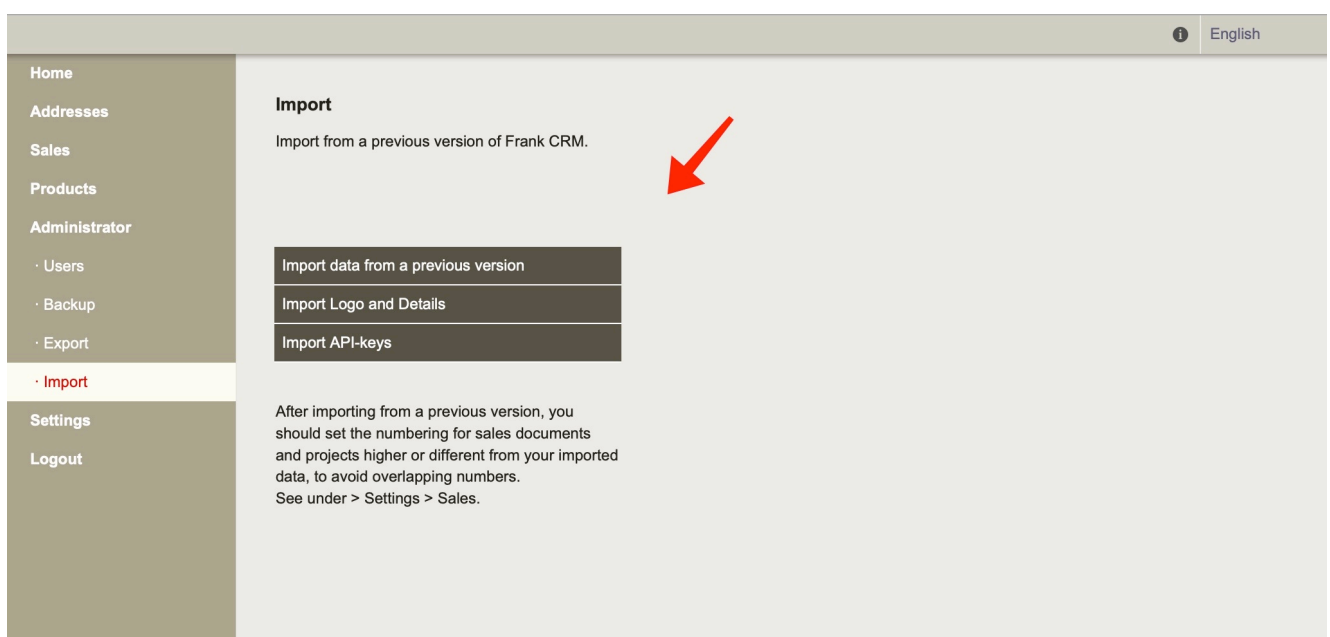 English
Home
Addresses
Sales
Products
Administrator
· Users
· Backup
· Export
· Import
Settings
Logout
Import
Import from a previous version of Frank CRM.
Import data from a previous version
Import Logo and Details
Import API-keys
After importing from a previous version, you
should set the numbering for sales documents
and projects higher or different from your imported
data, to avoid overlapping numbers.
See under > Settings > Sales.